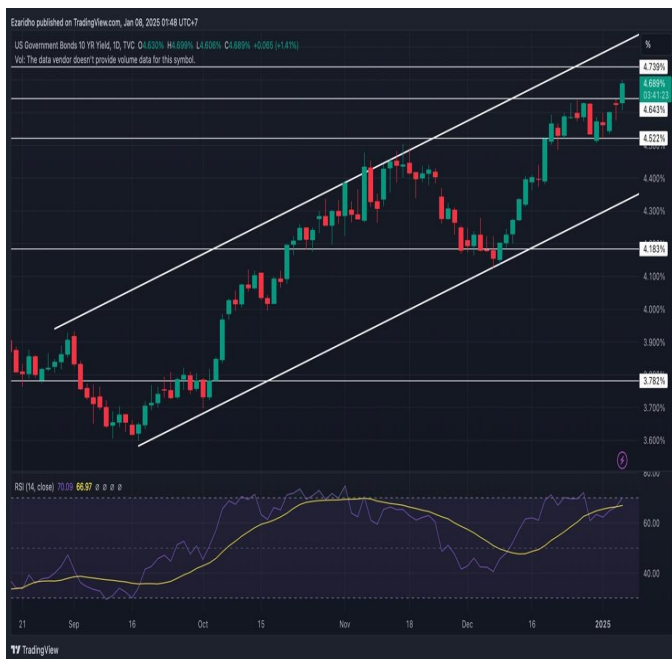 Ezaridho published on TradingView.com, Jan 08, 2025 01:48 UTC+7
US Government Bonds 10 YR Yield, 1D, TVC O4.630% H4.699% L4.606% C4.689% +0.065 (+1.41%)
Vol: The data vendor doesn't provide volume data for this symbol.
%
4.739%
4.689%
03:41:23
4.643%
4.522%
4.400%
4.300%
4.183%
4.000%
3.900%
3.782%
3.700%
3.600%
RSI (14, close) 70.09 66.97 ø ø ø ø
80.00
60.00
40.00
21 Sep 16 Oct 15 Nov 18 Dec 16 2025
TradingView